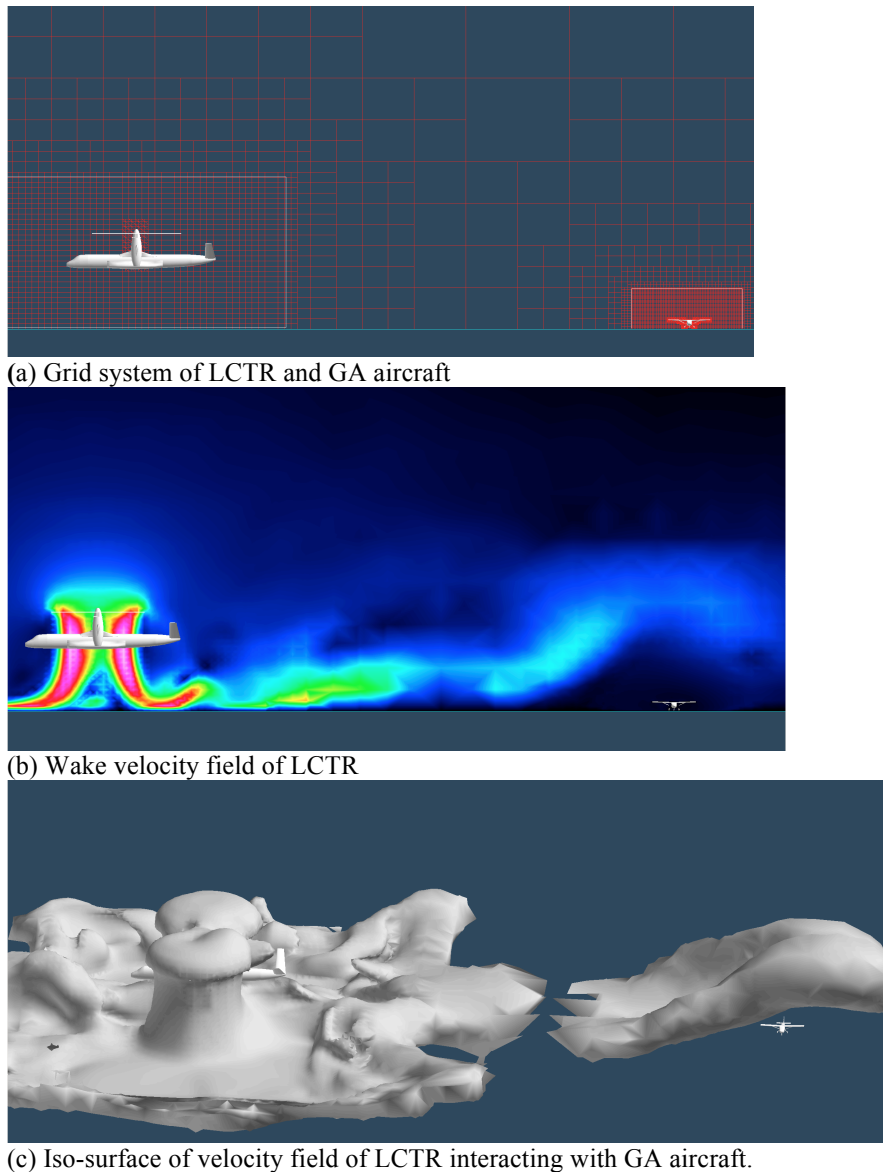 (a) Grid system of LCTR and GA aircraft
(b) Wake velocity field of LCTR
(c) Iso-surface of velocity field of LCTR interacting with GA aircraft.